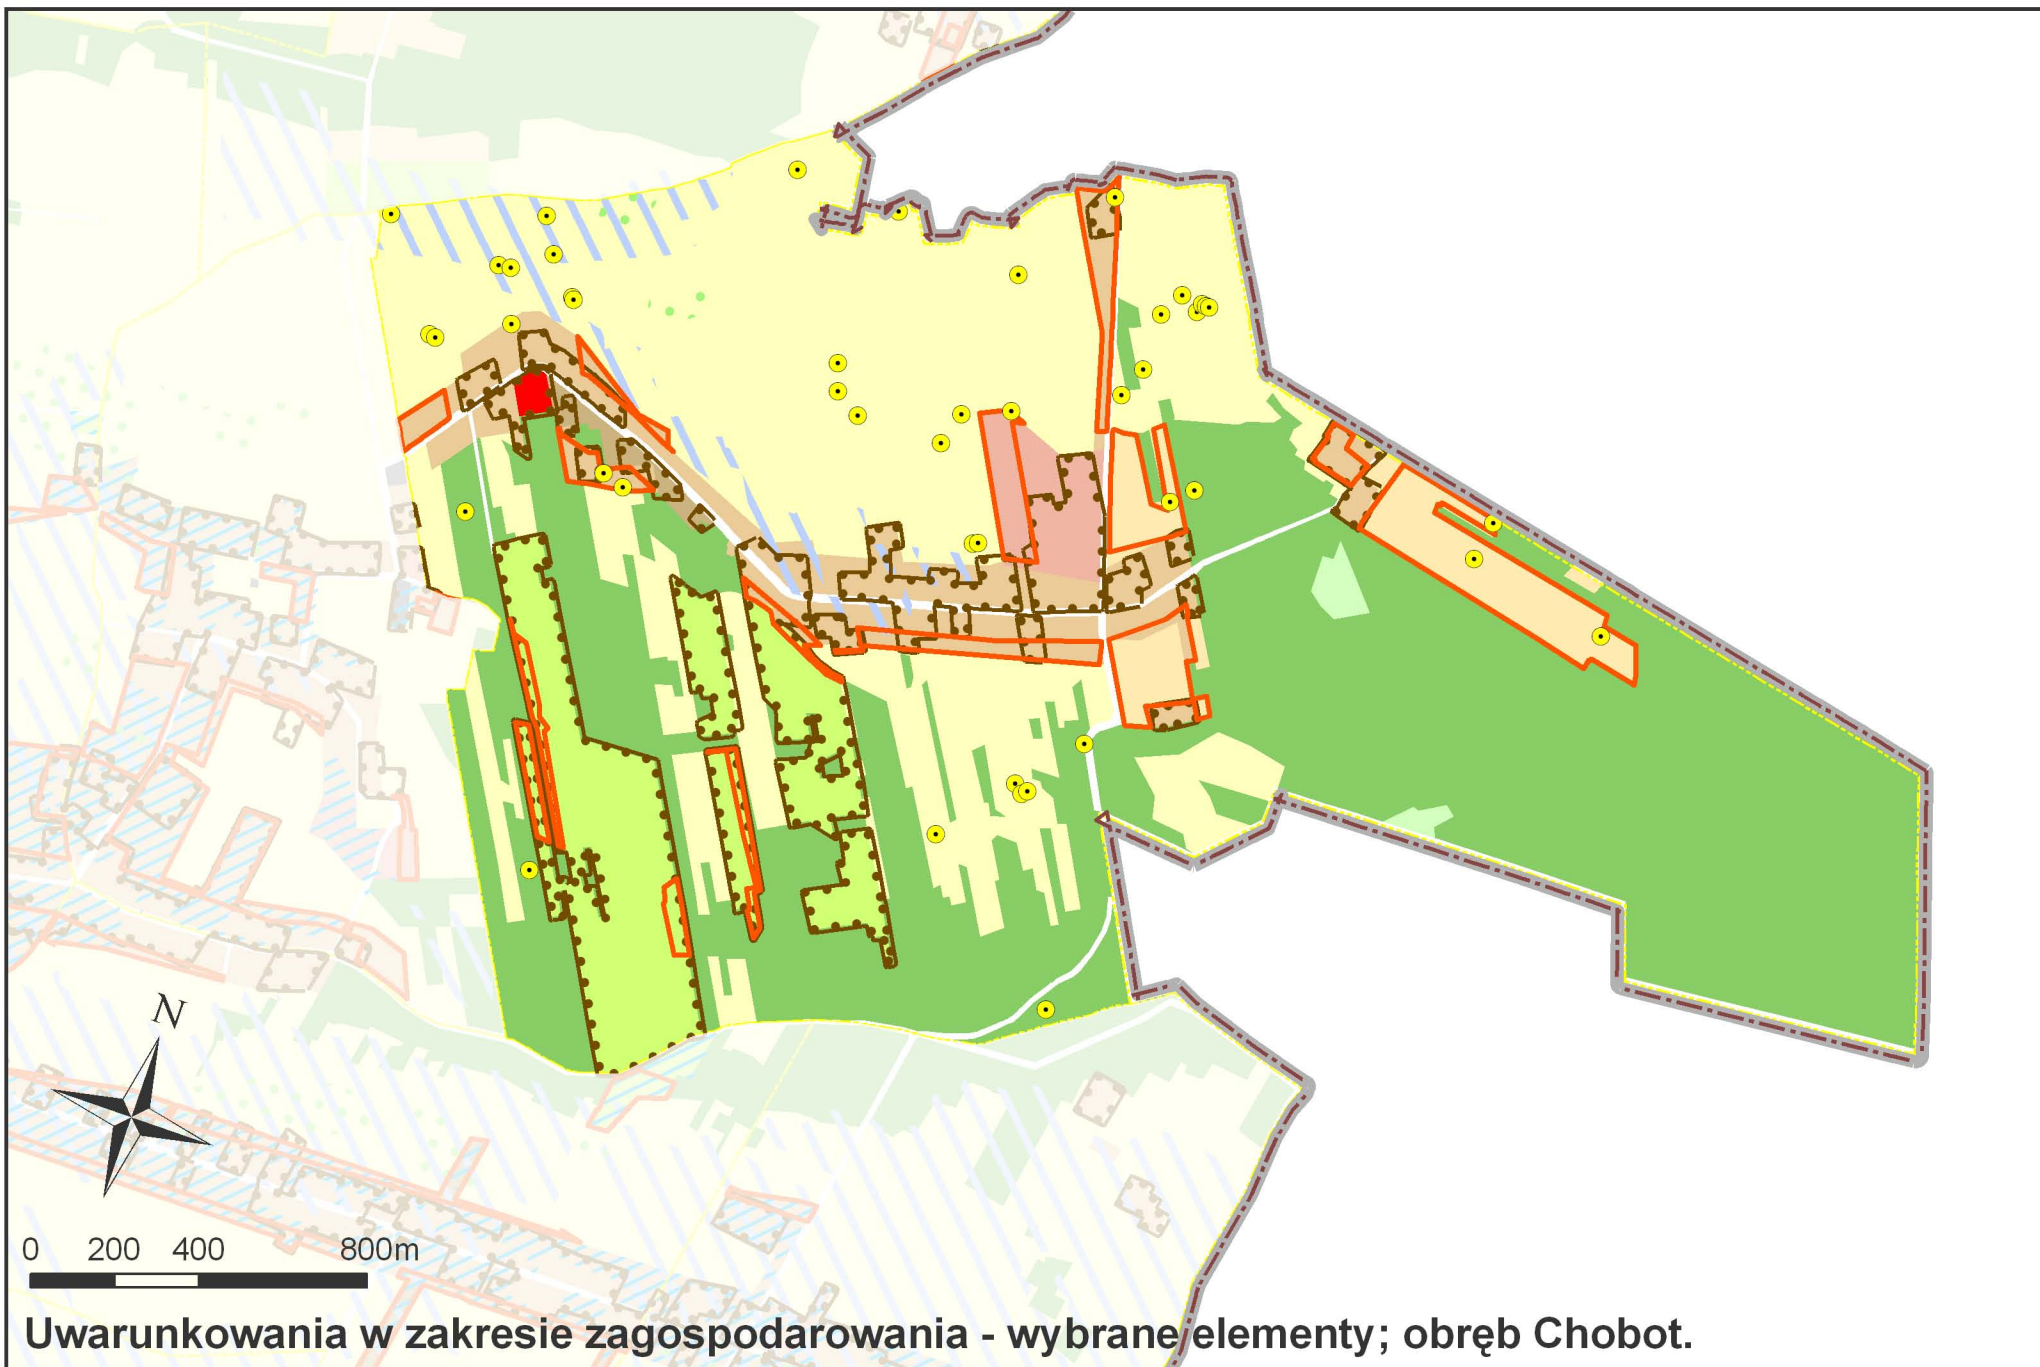 N
0 200 400 800m
Uwarunkowania w zakresie zagospodarowania - wybrane elementy; obręb Chobot.